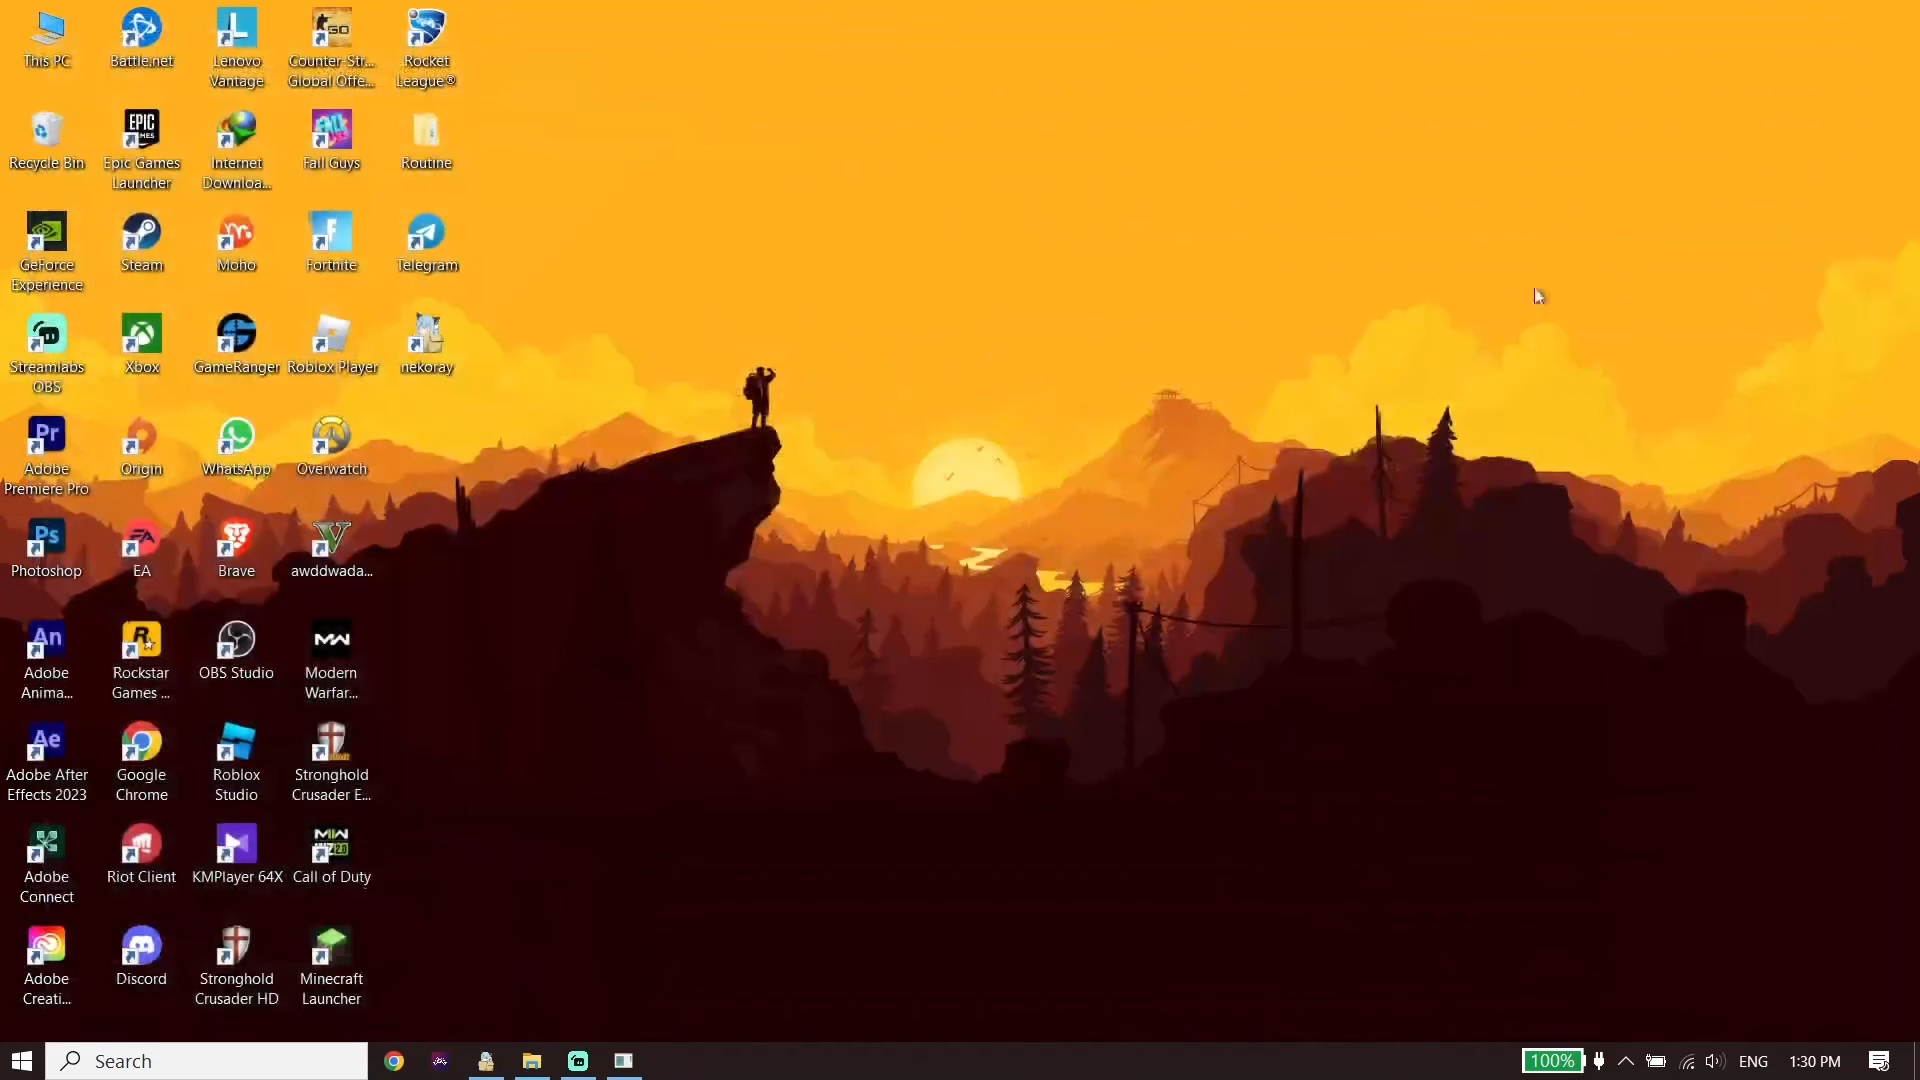 This PC
Battle.net
Lenovo
Vantage
Counter-Str...
Global Offe...
Rocket
League®
Recycle Bin
Epic Games
Launcher
Internet
Downloa...
Fall Guys
Routine
GeForce
Experience
Steam
Moho
Fortnite
Telegram
Streamlabs
OBS
Xbox
GameRanger
Roblox Player
nekoray
Adobe
Premiere Pro
Origin
WhatsApp
Overwatch
Photoshop
EA
Brave
awddwada...
Adobe
Anima...
Rockstar
Games ...
OBS Studio
Modern
Warfar...
Adobe After
Effects 2023
Google
Chrome
Roblox
Studio
Stronghold
Crusader E...
Adobe
Connect
Riot Client
KMPlayer 64X
Call of Duty
Adobe
Creati...
Discord
Stronghold
Crusader HD
Minecraft
Launcher
Search
100%
ENG
1:30 PM